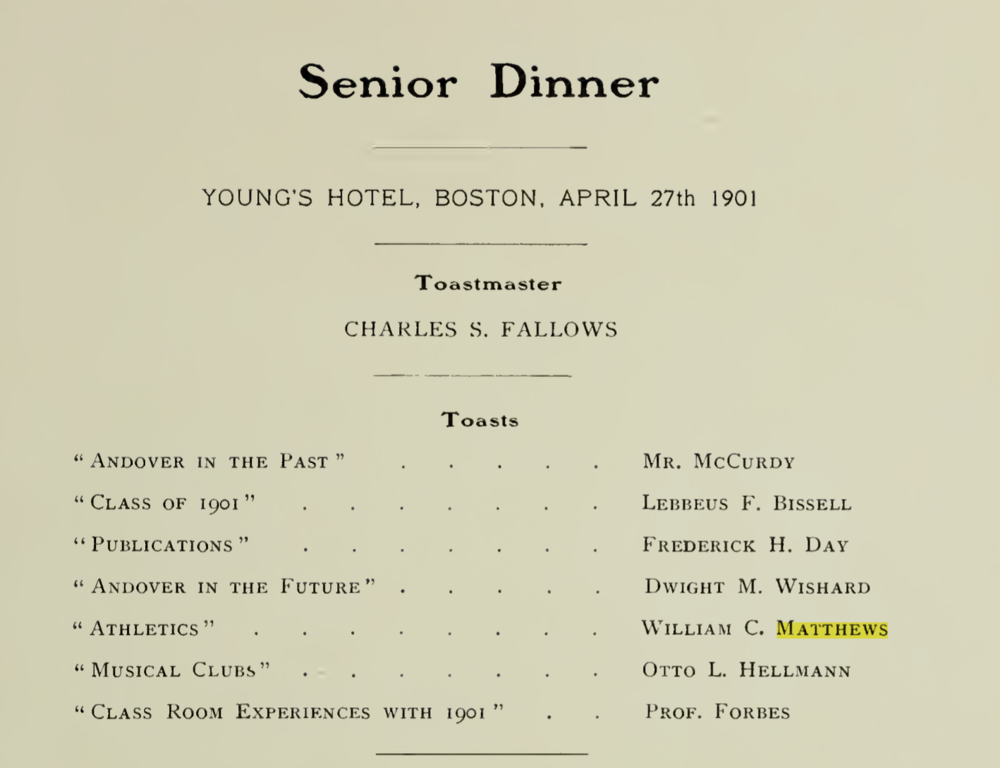 Senior Dinner
YOUNG'S HOTEL, BOSTON, APRIL 27th 1901
Toastmaster
CHARLES S. FALLOWS
Toasts
“ANDOVER IN THE PAST” . . . . . MR. MCCURDY
“CLASS OF 1901” . . . . . . . LEBBEUS F. BISSELL
“PUBLICATIONS” . . . . . . . FREDERICK H. DAY
“ANDOVER IN THE FUTURE” . . . . . DWIGHT M. WISHARD
“ATHLETICS” . . . . . . . . WILLIAM C. MATTHEWS
“MUSICAL CLUBS” . . . . . . . OTTO L. HELLMANN
“CLASS ROOM EXPERIENCES WITH 1901” . . PROF. FORBES